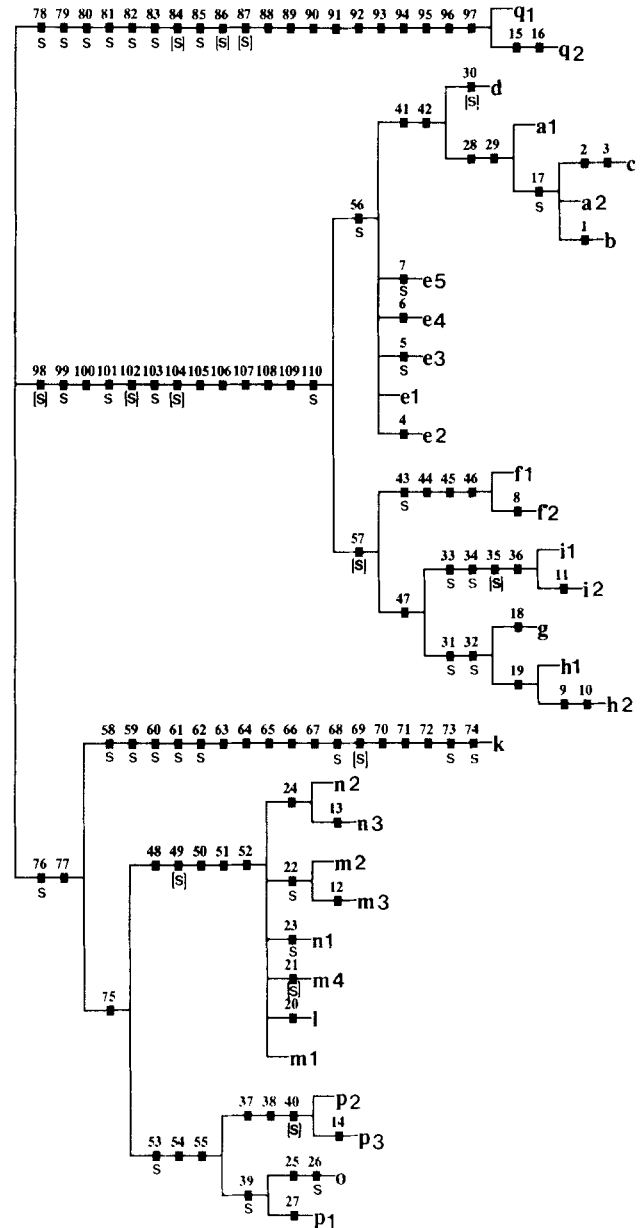 78 79 80 81 82 83 84 85 86 87 88 89 90 91 92 93 94 95 96 97 q1
S S S S S S [S] S [S] [S] 15 16
q2
30
41 42 [S] d
28 29 a1
2 3
17 c
56 S a2
S 1
b
7
S e5
6
e4
5
S e3
98 99 100 101 102 103 104 105 106 107 108 109 110
[S] S S [S] S [S] S e1
4
e2
43 44 45 46 f1
S 8
57 f2
[S] 33 34 35 36 i1
S S [S] 11
47 i2
18
31 32 g
S S 19 h1
9 10
h2
58 59 60 61 62 63 64 65 66 67 68 69 70 71 72 73 74 k
S S S S S S [S] S S
24 n2
13
n3
48 49 50 51 52
[S] 22 m2
76 77 S 12
S m3
23
S n1
21
[S] m4
20
l
75
m1
37 38 40 p2
[S] 14
53 54 55 p3
S 25 26
39 S o
S 27
p1